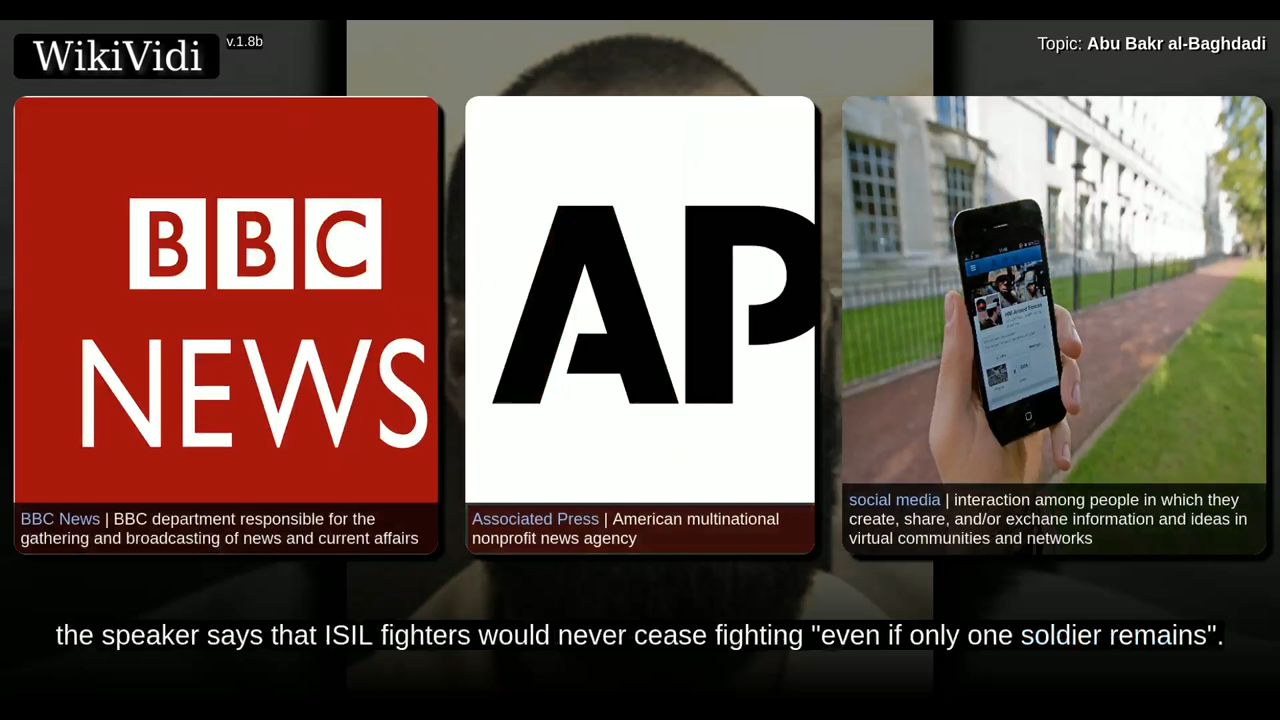 WikiVidi
v.1.8b
Topic: Abu Bakr al-Baghdadi
BBC
NEWS
AP
BBC News | BBC department responsible for the
gathering and broadcasting of news and current affairs
Associated Press | American multinational
nonprofit news agency
social media | interaction among people in which they
create, share, and/or exchane information and ideas in
virtual communities and networks
the speaker says that ISIL fighters would never cease fighting "even if only one soldier remains".